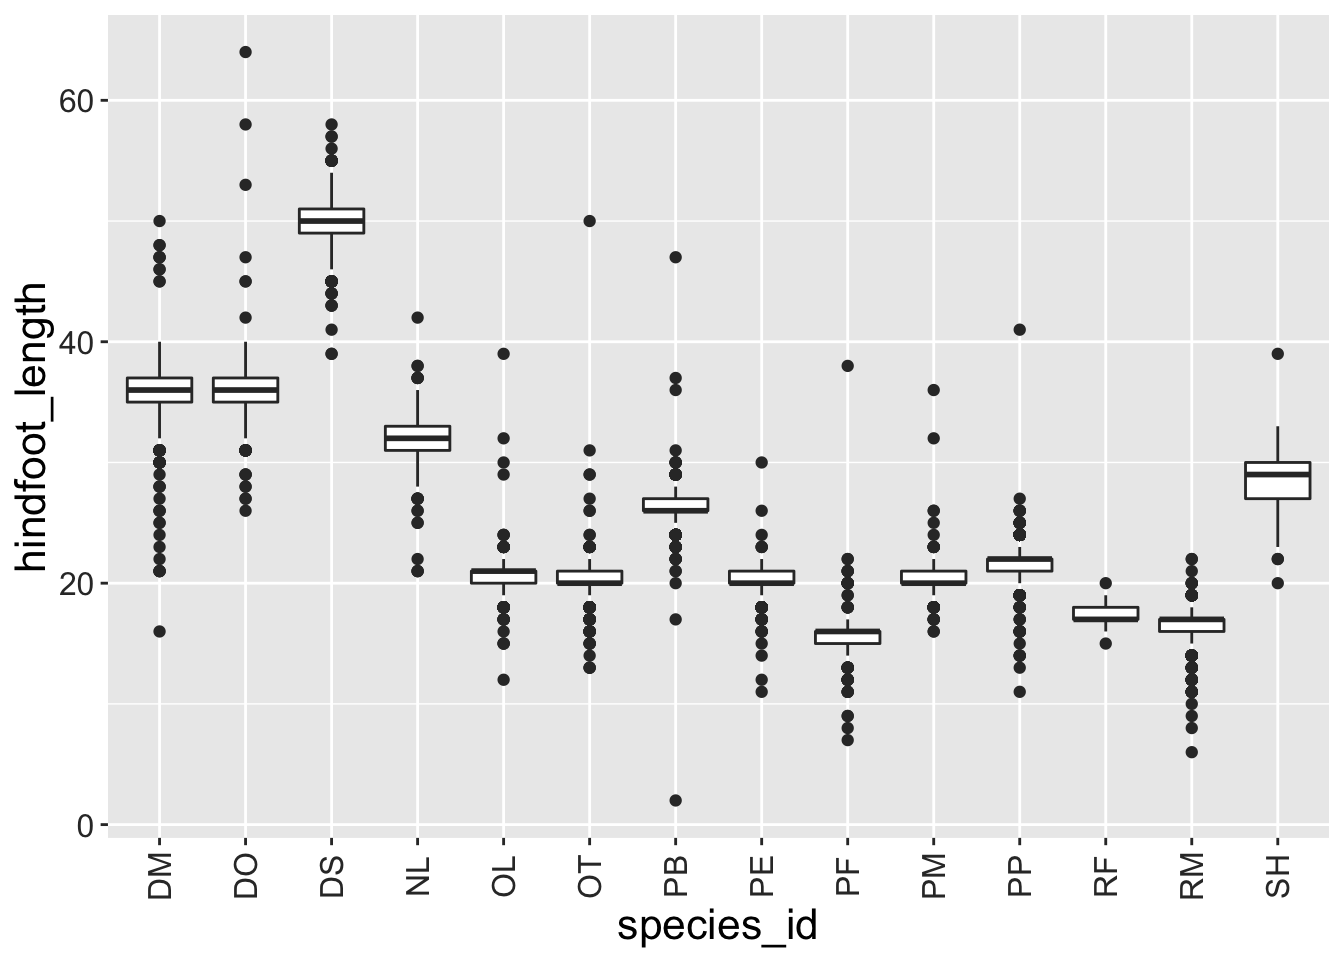 hindfoot_length
60
40
20
0
DM DO DS NL OL OT PB PE PF PM PP RF RM SH
species_id